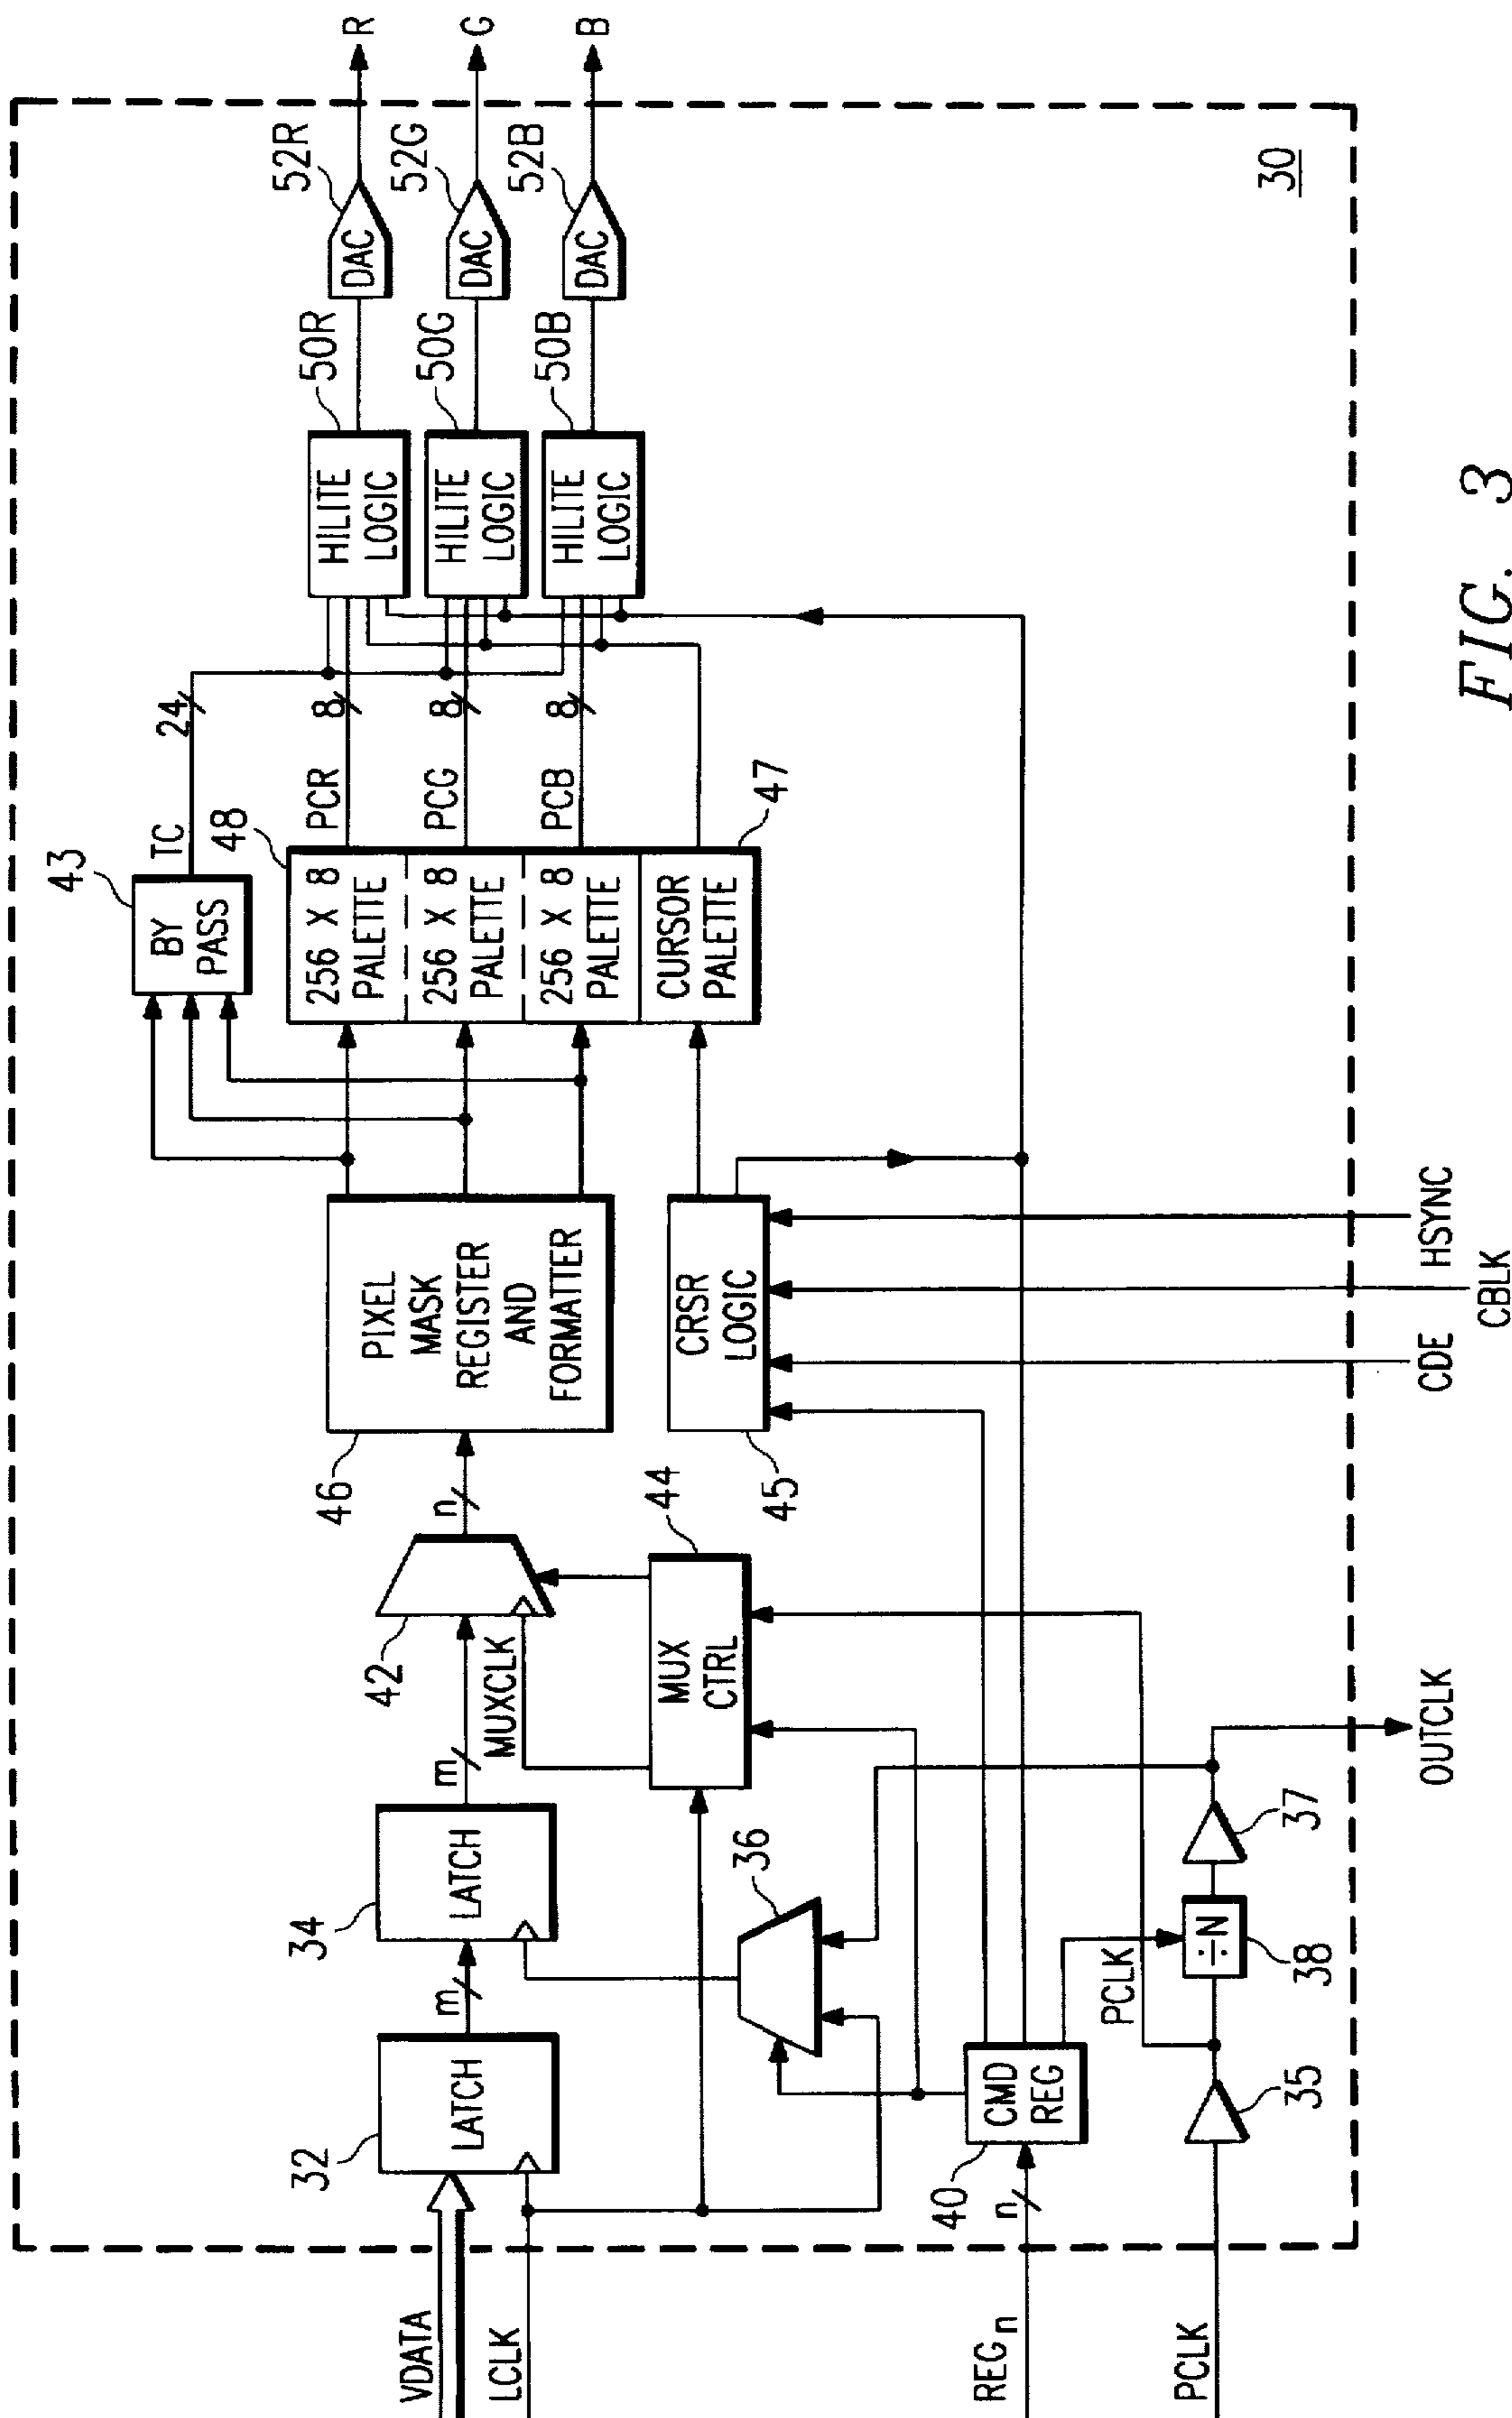 VDATA
LCLK
REGn
PCLK
32
LATCH
m
34
LATCH
m
42
MUXCLK
n
46
PIXEL
MASK
REGISTER
AND
FORMATTER
43
BY
PASS
TC
24
48
256 X 8
PALETTE
PCR
8
256 X 8
PALETTE
PCG
8
256 X 8
PALETTE
PCB
8
CURSOR
PALETTE
47
HILITE
LOGIC
50R
HILITE
LOGIC
50G
HILITE
LOGIC
50B
DAC
52R
R
DAC
52G
G
DAC
52B
B
36
44
MUX
CTRL
45
CRSR
LOGIC
40
n
CMD
REG
35
PCLK
÷N
38
37
OUTCLK
CDE
CBLK
HSYNC
30
FIG. 3